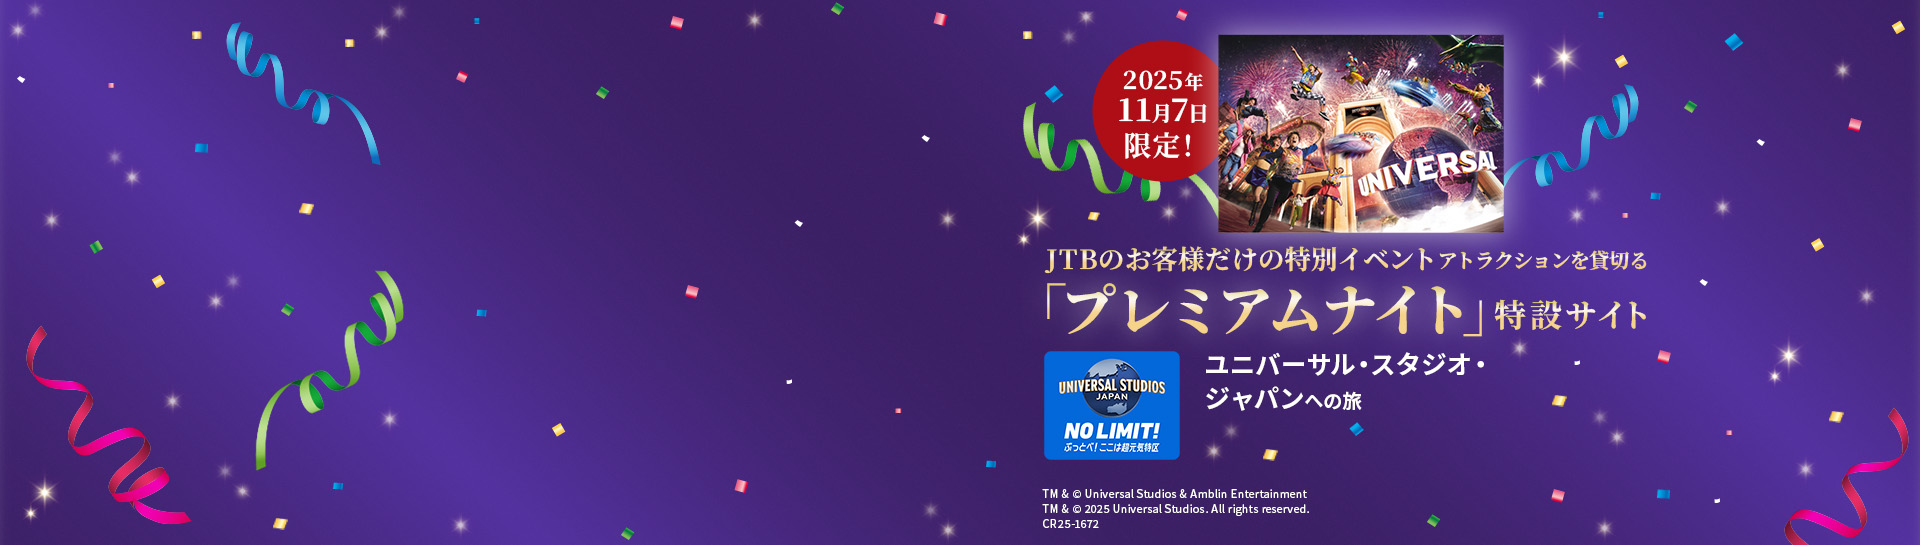 2025年
11月7日
限定!
UNIVERSAL
JTBのお客様だけの特別イベント アトラクションを貸切る
「プレミアムナイト」特設サイト
UNIVERSAL STUDIOS
JAPAN
NO LIMIT!
ぶっとべ!ここは超元気特区
ユニバーサル・スタジオ・
ジャパンへの旅
TM & © Universal Studios & Amblin Entertainment
TM & © 2025 Universal Studios. All rights reserved.
CR25-1672